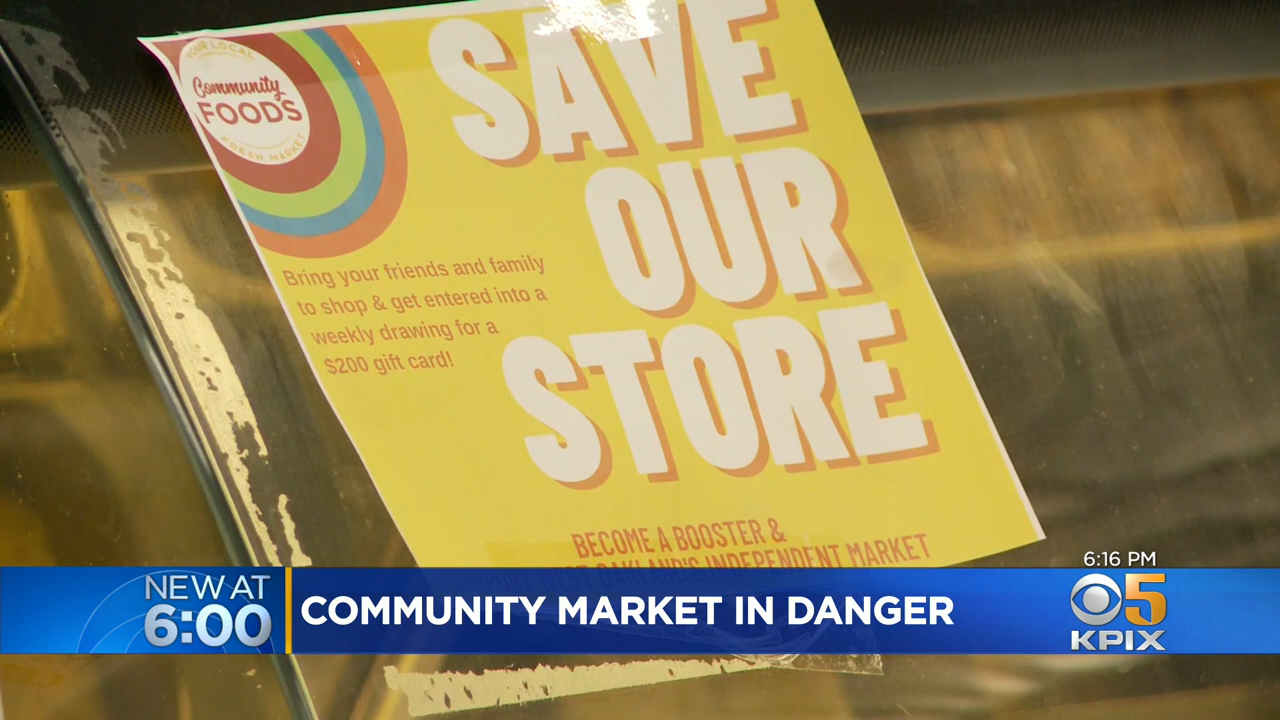 YOUR LOCAL
Community
FOODS
FRESH MARKET
SAVE
OUR
STORE
Bring your friends and family
to shop & get entered into a
weekly drawing for a
$200 gift card!
BECOME A BOOSTER &
WEST OAKLAND'S INDEPENDENT MARKET
6:16 PM
NEW AT
6:00
COMMUNITY MARKET IN DANGER
5
KPIX